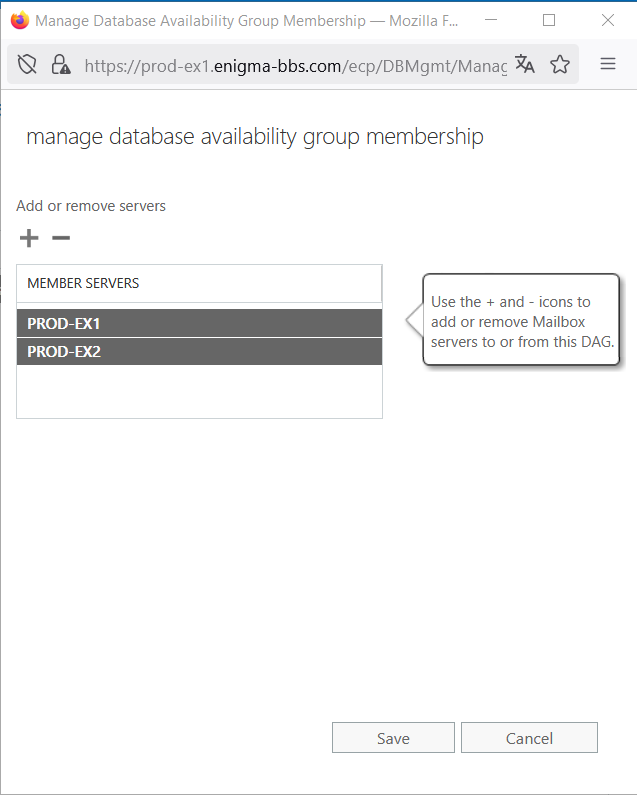 Manage Database Availability Group Membership — Mozilla F...
https://prod-ex1.enigma-bbs.com/ecp/DBMgmt/Manag
manage database availability group membership
Add or remove servers
MEMBER SERVERS
PROD-EX1
PROD-EX2
Use the + and - icons to
add or remove Mailbox
servers to or from this DAG.
Save
Cancel